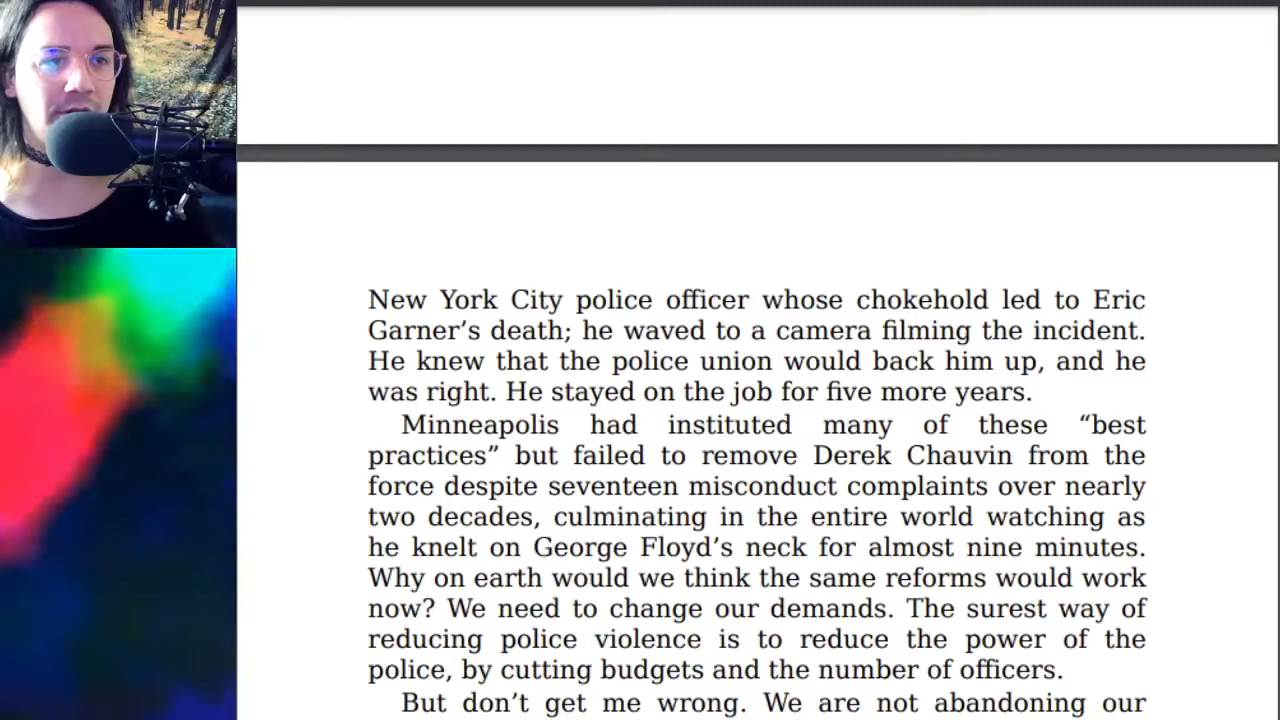 New York City police officer whose chokehold led to Eric
Garner’s death; he waved to a camera filming the incident.
He knew that the police union would back him up, and he
was right. He stayed on the job for five more years.
Minneapolis had instituted many of these “best
practices” but failed to remove Derek Chauvin from the
force despite seventeen misconduct complaints over nearly
two decades, culminating in the entire world watching as
he knelt on George Floyd’s neck for almost nine minutes.
Why on earth would we think the same reforms would work
now? We need to change our demands. The surest way of
reducing police violence is to reduce the power of the
police, by cutting budgets and the number of officers.
But don’t get me wrong. We are not abandoning our